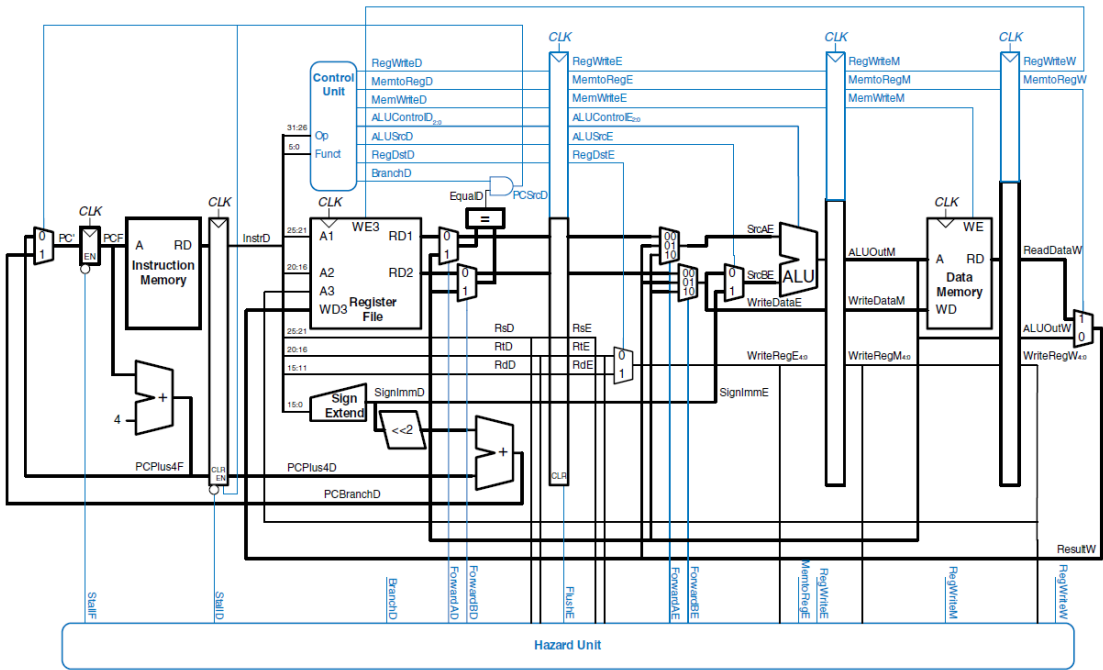 CLK
CLK
CLK
Control
Unit
Op
Funct
31:26
5:0
RegWriteD
MemtoRegD
MemWriteD
ALUControlD2:0
ALUSrcD
RegDstD
BranchD
RegWriteE
MemtoRegE
MemWriteE
ALUControlE2:0
ALUSrcE
RegDstE
RegWriteM
MemtoRegM
MemWriteM
RegWriteW
MemtoRegW
EqualD
PCSrcD
=
CLK
CLK
CLK
CLK
0
1
PC'
PCF
EN
A RD
Instruction
Memory
InstrD
25:21
20:16
A1
A2
A3
WD3
WE3
RD1
RD2
Register
File
0
1
0
1
00
01
10
00
01
10
SrcAE
0
1
SrcBE
ALU
WriteDataE
ALUOutM
WriteDataM
WE
A RD
Data
Memory
WD
ReadDataW
1
0
ALUOutW
25:21
20:16
15:11
15:0
RsD
RtD
RdD
RsE
RtE
RdE
0
1
WriteRegE4:0
WriteRegM4:0
WriteRegW4:0
Sign
Extend
SignImmD
SignImmE
<<2
+
4
+
PCPlus4F
CLR
EN
PCPlus4D
CLR
PCBranchD
ResultW
StallF
StallD
BranchD
ForwardAD
ForwardBD
FlushE
ForwardAE
ForwardBE
MemtoRegE
RegWriteE
RegWriteM
RegWriteW
Hazard Unit